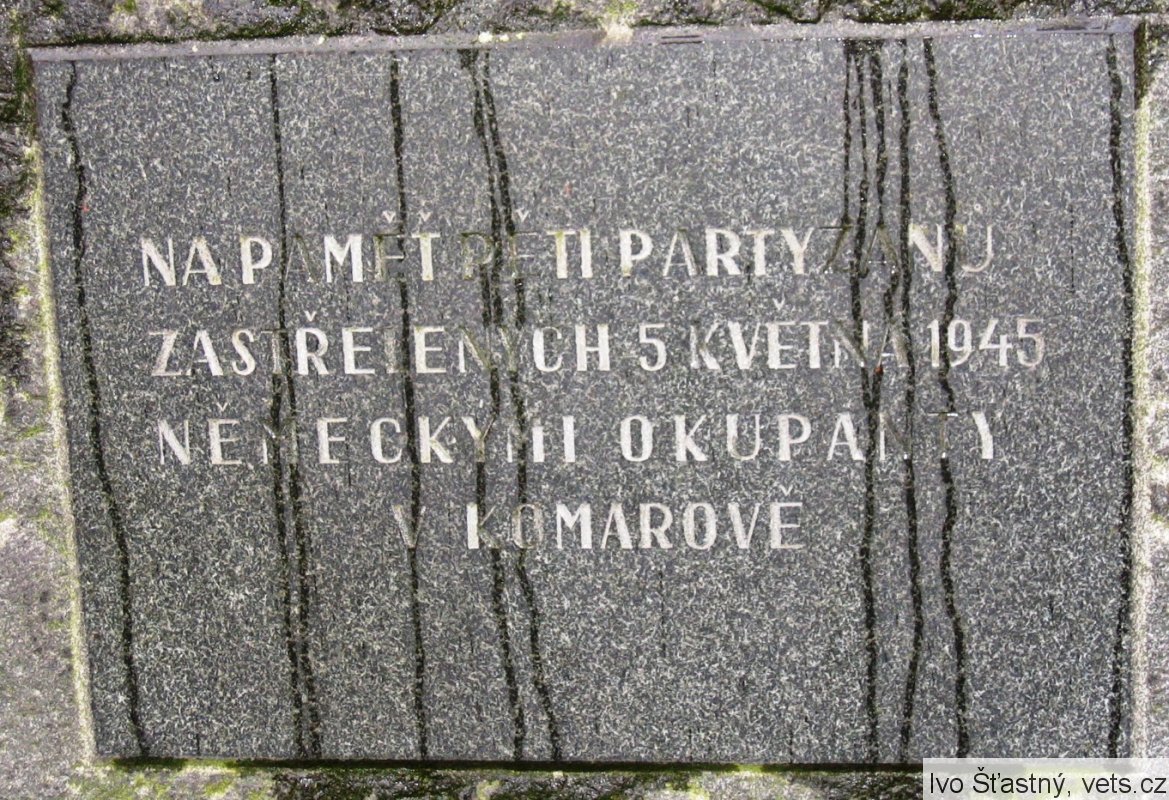 NA PAMĚŤ PĚTI PARTYZÁNŮ
ZASTŘELENÝCH 5 KVĚTNA 1945
NĚMECKÝMI OKUPANTY
V KOMAROVĚ
Ivo Šťastný, vets.cz